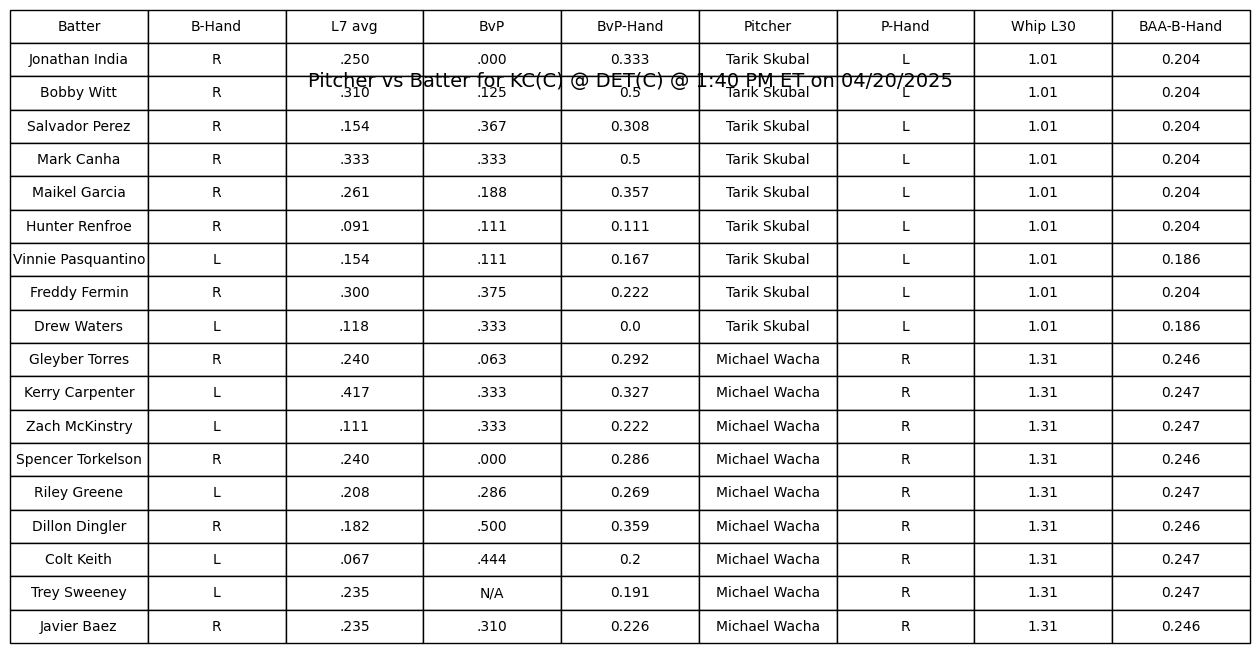 Batter B-Hand L7 avg BvP BvP-Hand Pitcher P-Hand Whip L30 BAA-B-Hand
Jonathan India R .250 .000 0.333 Tarik Skubal L 1.01 0.204
Pitcher vs Batter for KC(C) @ DET(C) @ 1:40 PM ET on 04/20/2025
Bobby Witt R .310 .125 0.5 Tarik Skubal L 1.01 0.204
Salvador Perez R .154 .367 0.308 Tarik Skubal L 1.01 0.204
Mark Canha R .333 .333 0.5 Tarik Skubal L 1.01 0.204
Maikel Garcia R .261 .188 0.357 Tarik Skubal L 1.01 0.204
Hunter Renfroe R .091 .111 0.111 Tarik Skubal L 1.01 0.204
Vinnie Pasquantino L .154 .111 0.167 Tarik Skubal L 1.01 0.186
Freddy Fermin R .300 .375 0.222 Tarik Skubal L 1.01 0.204
Drew Waters L .118 .333 0.0 Tarik Skubal L 1.01 0.186
Gleyber Torres R .240 .063 0.292 Michael Wacha R 1.31 0.246
Kerry Carpenter L .417 .333 0.327 Michael Wacha R 1.31 0.247
Zach McKinstry L .111 .333 0.222 Michael Wacha R 1.31 0.247
Spencer Torkelson R .240 .000 0.286 Michael Wacha R 1.31 0.246
Riley Greene L .208 .286 0.269 Michael Wacha R 1.31 0.247
Dillon Dingler R .182 .500 0.359 Michael Wacha R 1.31 0.246
Colt Keith L .067 .444 0.2 Michael Wacha R 1.31 0.247
Trey Sweeney L .235 N/A 0.191 Michael Wacha R 1.31 0.247
Javier Baez R .235 .310 0.226 Michael Wacha R 1.31 0.246